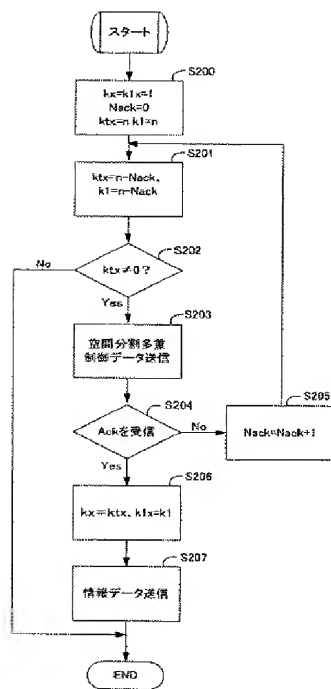 スタート
S200
kx=k1x=1
Nack=0
ktx=n k1=n
S201
ktx=n-Nack、
k1=n-Nack
S202
No
ktx≠0?
Yes
S203
空間分割多重
制御データ送信
S204
Ackを受信
No
S205
Nack=Nack+1
Yes
S206
kx=ktx、k1x=k1
S207
情報データ送信
END